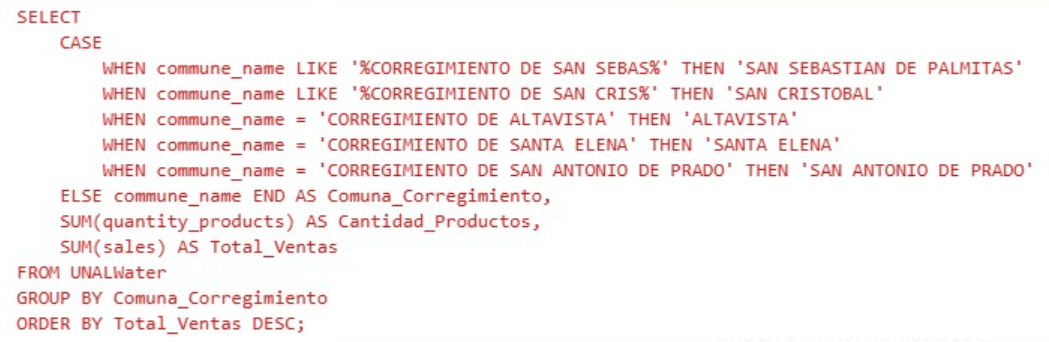 SELECT
CASE
WHEN commune_name LIKE '%CORREGIMIENTO DE SAN SEBAS%' THEN 'SAN SEBASTIAN DE PALMITAS'
WHEN commune_name LIKE '%CORREGIMIENTO DE SAN CRIS%' THEN 'SAN CRISTOBAL'
WHEN commune_name = 'CORREGIMIENTO DE ALTAVISTA' THEN 'ALTAVISTA'
WHEN commune_name = 'CORREGIMIENTO DE SANTA ELENA' THEN 'SANTA ELENA'
WHEN commune_name = 'CORREGIMIENTO DE SAN ANTONIO DE PRADO' THEN 'SAN ANTONIO DE PRADO'
ELSE commune_name END AS Comuna_Corregimiento,
SUM(quantity_products) AS Cantidad_Productos,
SUM(sales) AS Total_Ventas
FROM UNALWater
GROUP BY Comuna_Corregimiento
ORDER BY Total_Ventas DESC;